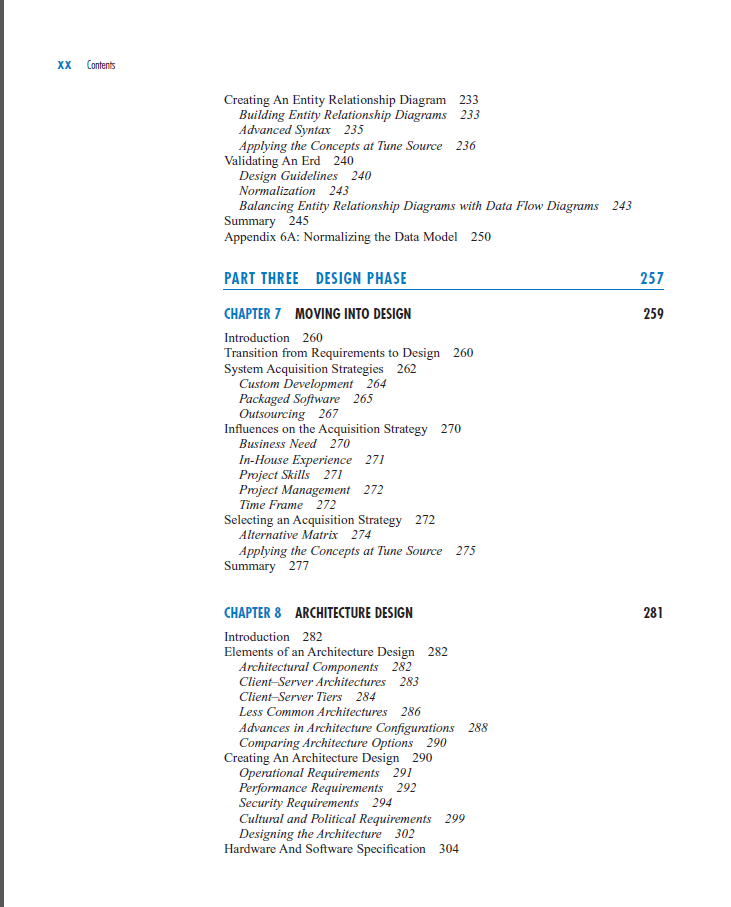 xx Contents
Creating An Entity Relationship Diagram 233
Building Entity Relationship Diagrams 233
Advanced Syntax 235
Applying the Concepts at Tune Source 236
Validating An Erd 240
Design Guidelines 240
Normalization 243
Balancing Entity Relationship Diagrams with Data Flow Diagrams 243
Summary 245
Appendix 6A: Normalizing the Data Model 250
PART THREE DESIGN PHASE 257
CHAPTER 7 MOVING INTO DESIGN 259
Introduction 260
Transition from Requirements to Design 260
System Acquisition Strategies 262
Custom Development 264
Packaged Software 265
Outsourcing 267
Influences on the Acquisition Strategy 270
Business Need 270
In-House Experience 271
Project Skills 271
Project Management 272
Time Frame 272
Selecting an Acquisition Strategy 272
Alternative Matrix 274
Applying the Concepts at Tune Source 275
Summary 277
CHAPTER 8 ARCHITECTURE DESIGN 281
Introduction 282
Elements of an Architecture Design 282
Architectural Components 282
Client–Server Architectures 283
Client–Server Tiers 284
Less Common Architectures 286
Advances in Architecture Configurations 288
Comparing Architecture Options 290
Creating An Architecture Design 290
Operational Requirements 291
Performance Requirements 292
Security Requirements 294
Cultural and Political Requirements 299
Designing the Architecture 302
Hardware And Software Specification 304